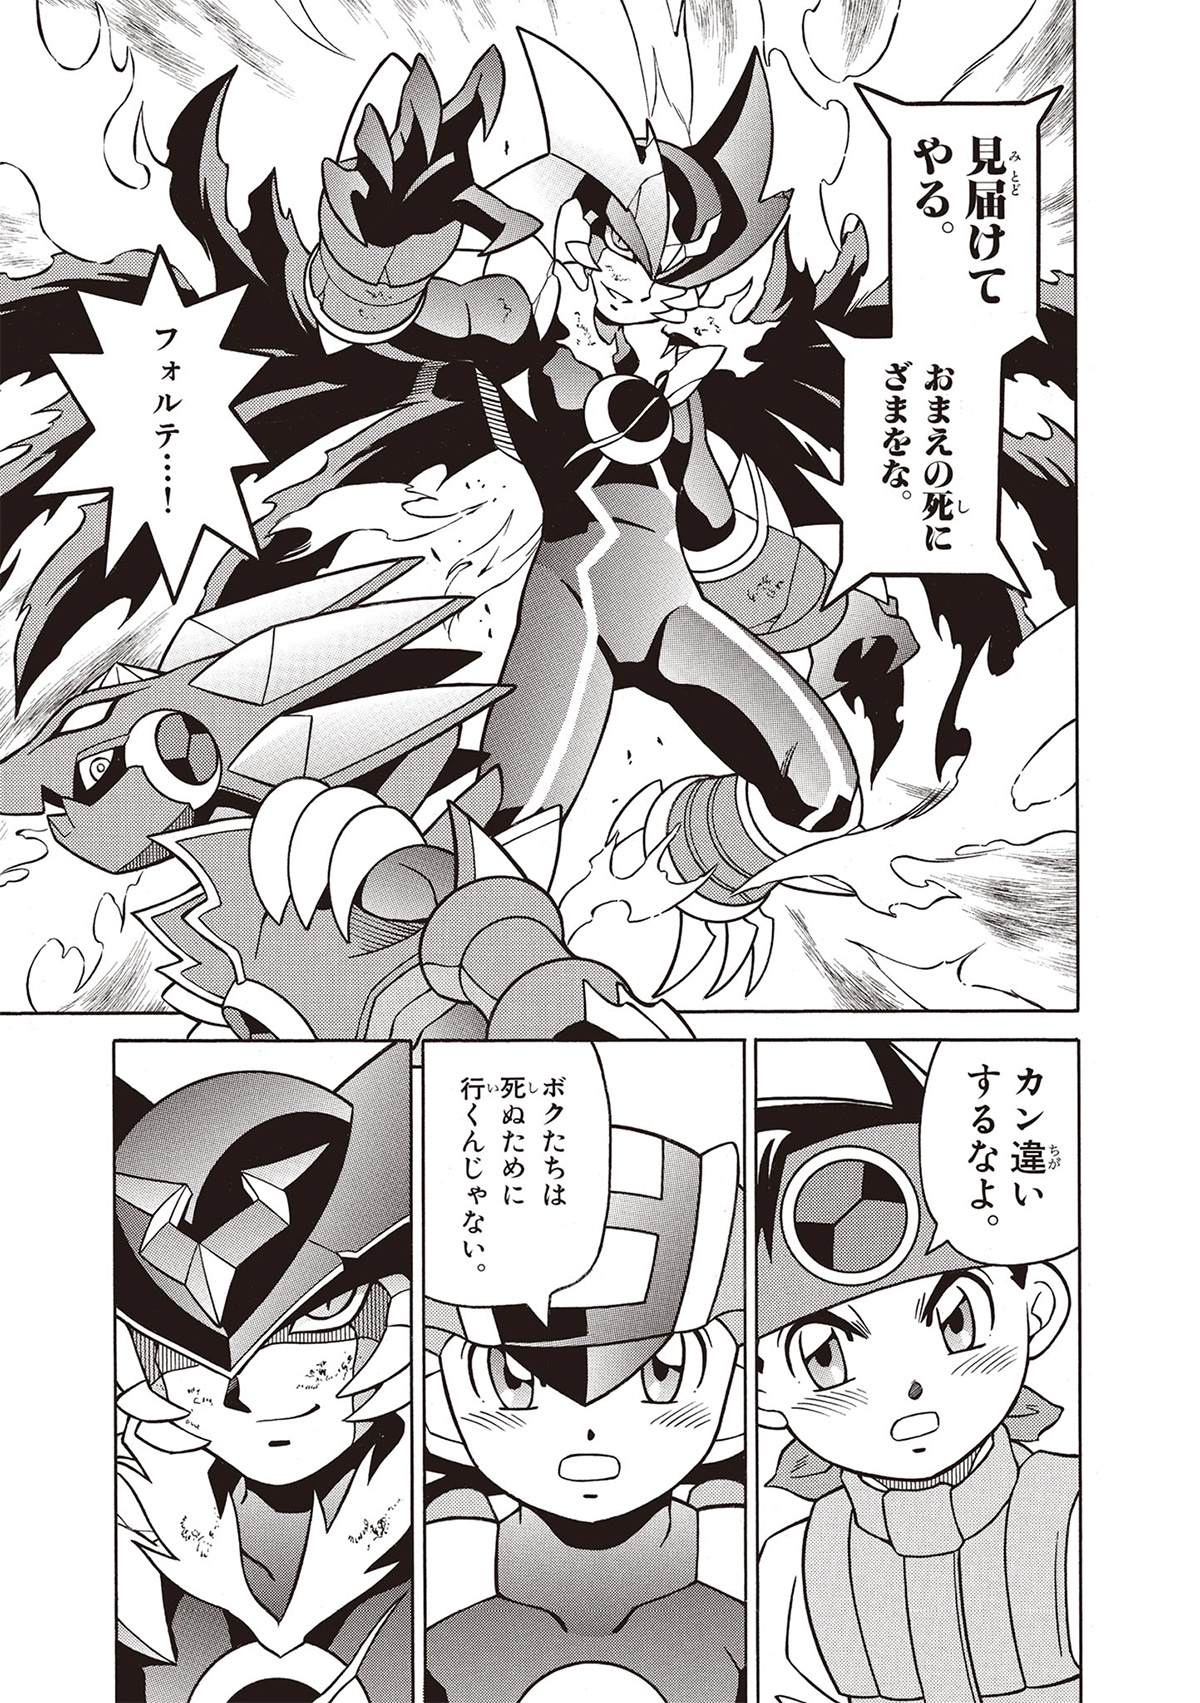 見届けて
やる。
おまえの死に
ざまをな。
フォルテ…！
カン違い
するなよ。
ボクたちは
死ぬために
行くんじゃない。